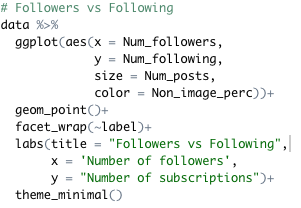 # Followers vs Following
data %>%
  ggplot(aes(x = Num_followers,
             y = Num_following,
             size = Num_posts,
             color = Non_image_perc))+
  geom_point()+
  facet_wrap(~label)+
  labs(title = "Followers vs Following",
       x = 'Number of followers',
       y = "Number of subscriptions")+
  theme_minimal()